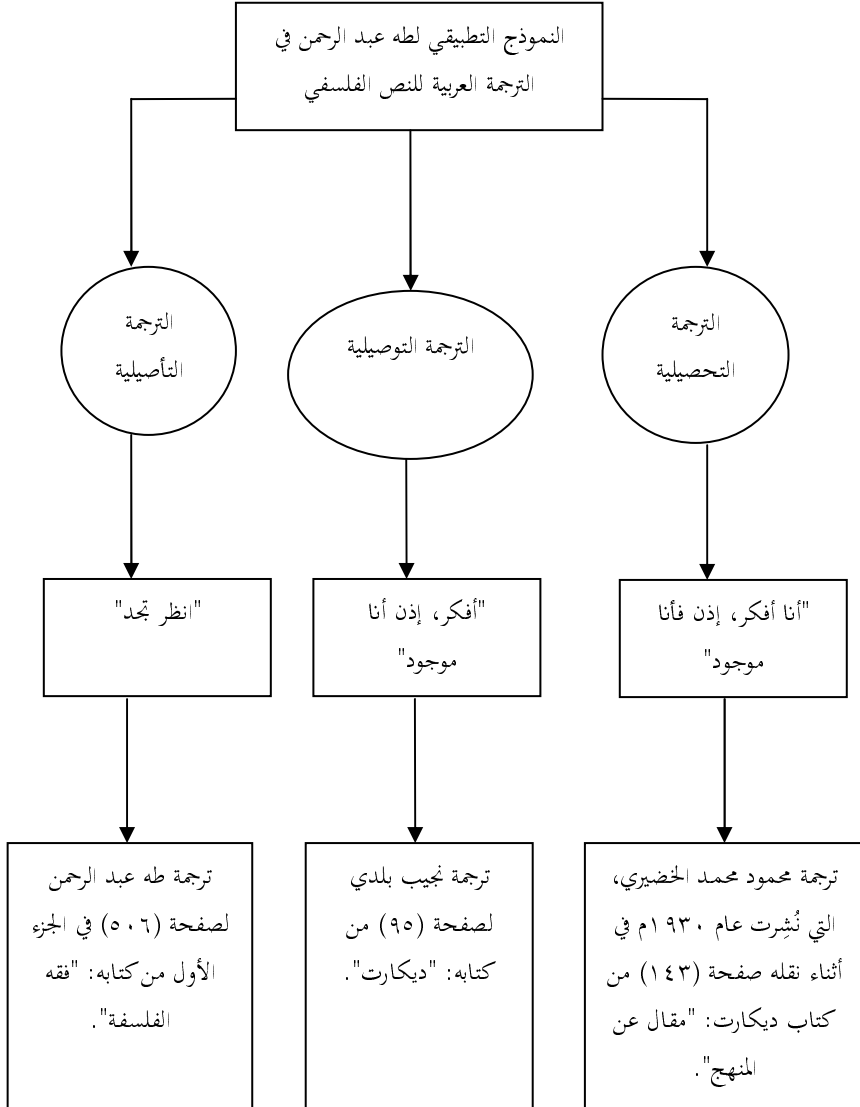 النموذج التطبيقي لطه عبد الرحمن في
الترجمة العربية للنص الفلسفي
الترجمة
التحصيلية
الترجمة التوصيلية
الترجمة
التأصيلية
"أنا أفكر، إذن فأنا
موجود"
"أفكر، إذن أنا
موجود"
"انظر تجد"
ترجمة محمود محمد الخضيري،
التي نُشِرت عام ١٩٣٠م في
أثناء نقله صفحة (١٤٣) من
كتاب ديكارت: "مقال عن
المنهج".
ترجمة نجيب بلدي
لصفحة (٩٥) من
كتابه: "ديكارت".
ترجمة طه عبد الرحمن
لصفحة (٥٠٦) في الجزء
الأول من كتابه: "فقه
الفلسفة".